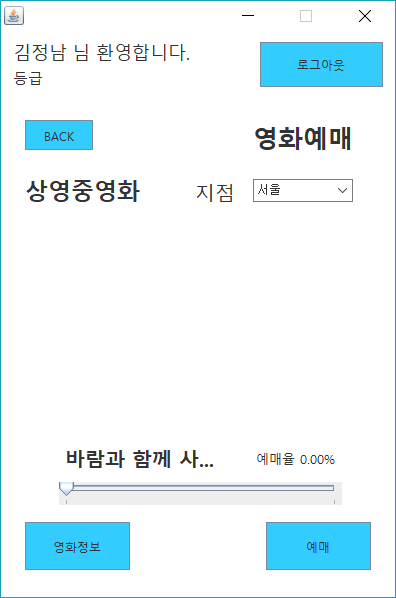 김정남 님 환영합니다.
등급
로그아웃
BACK
영화예매
상영중영화
지점
서울
바람과 함께 사...
예매율 0.00%
영화정보
예매